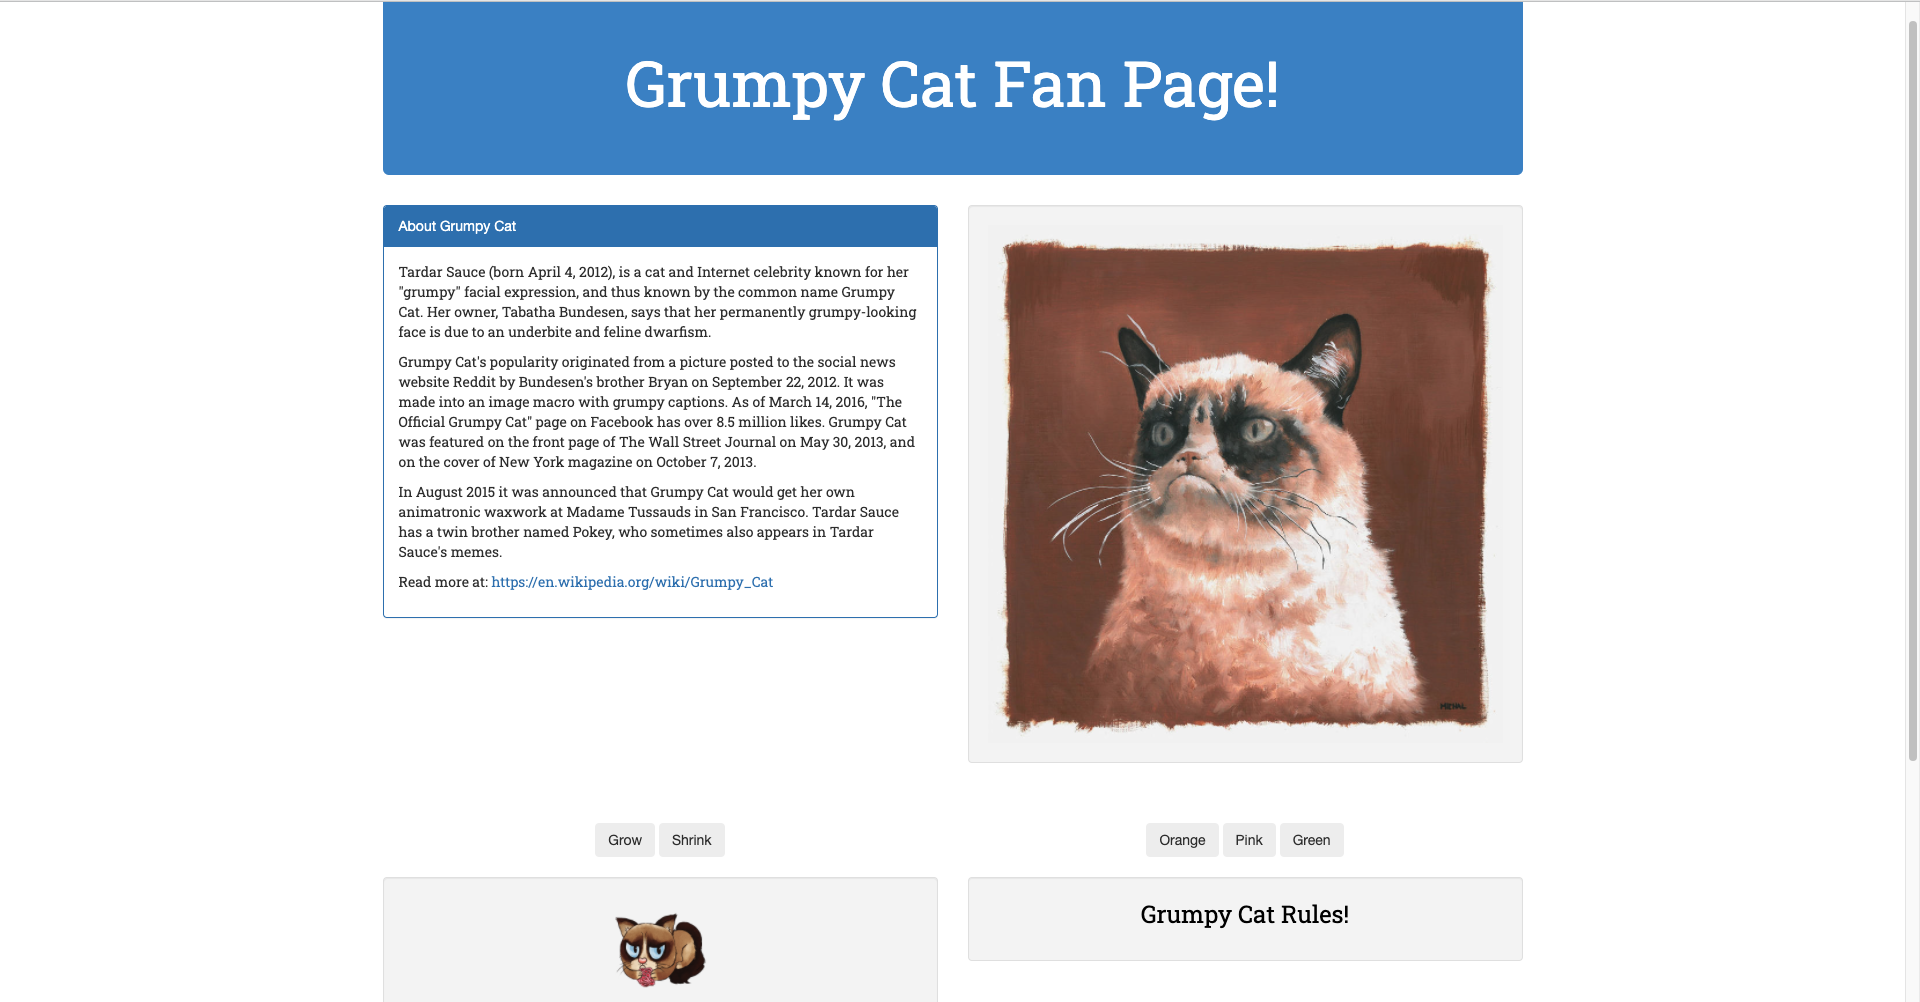 Grumpy Cat Fan Page!
About Grumpy Cat
Tardar Sauce (born April 4, 2012), is a cat and Internet celebrity known for her
"grumpy" facial expression, and thus known by the common name Grumpy
Cat. Her owner, Tabatha Bundesen, says that her permanently grumpy-looking
face is due to an underbite and feline dwarfism.
Grumpy Cat's popularity originated from a picture posted to the social news
website Reddit by Bundesen's brother Bryan on September 22, 2012. It was
made into an image macro with grumpy captions. As of March 14, 2016, "The
Official Grumpy Cat" page on Facebook has over 8.5 million likes. Grumpy Cat
was featured on the front page of The Wall Street Journal on May 30, 2013, and
on the cover of New York magazine on October 7, 2013.
In August 2015 it was announced that Grumpy Cat would get her own
animatronic waxwork at Madame Tussauds in San Francisco. Tardar Sauce
has a twin brother named Pokey, who sometimes also appears in Tardar
Sauce's memes.
Read more at: https://en.wikipedia.org/wiki/Grumpy_Cat
Grow
Shrink
Orange
Pink
Green
Grumpy Cat Rules!